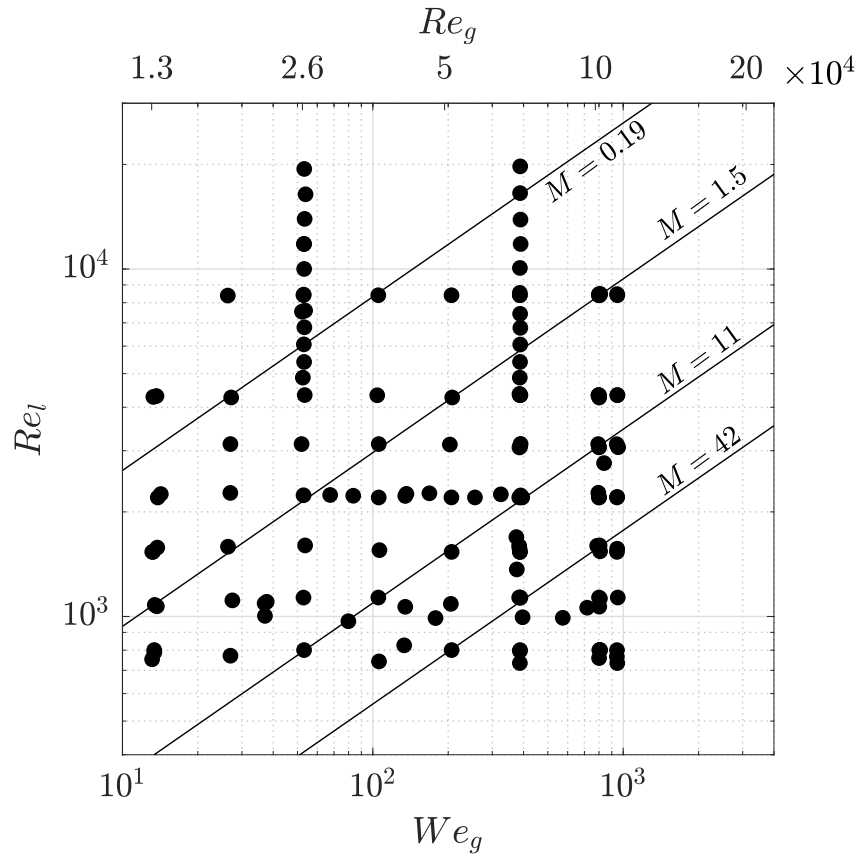 Re_g
1.3 2.6 5 10 20 ×10^4
M = 0.19
M = 1.5
M = 11
M = 42
Re_l
10^4
10^3
10^1 10^2 10^3
We_g